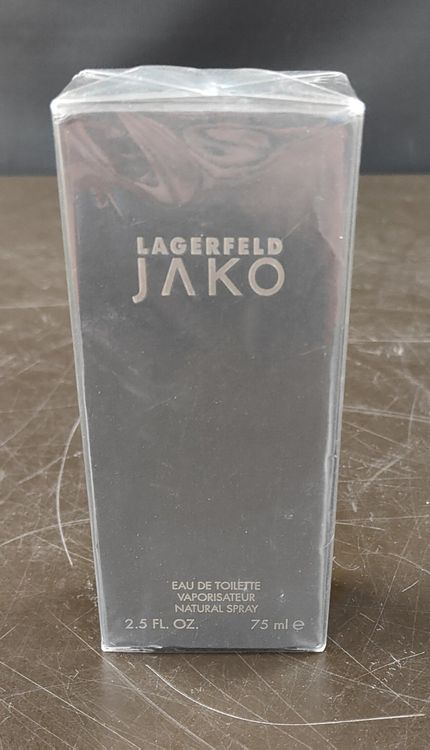 LAGERFELD
JAKO
EAU DE TOILETTE
VAPORISATEUR
NATURAL SPRAY
2.5 FL. OZ. 75 ml ℮